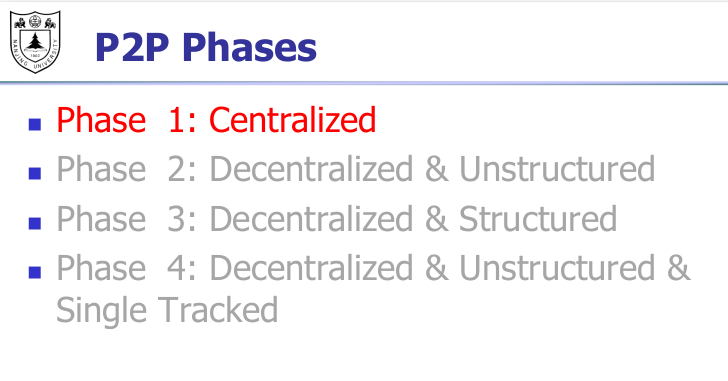 NANJING UNIVERSITY
1902
P2P Phases
Phase 1: Centralized
Phase 2: Decentralized & Unstructured
Phase 3: Decentralized & Structured
Phase 4: Decentralized & Unstructured &
Single Tracked